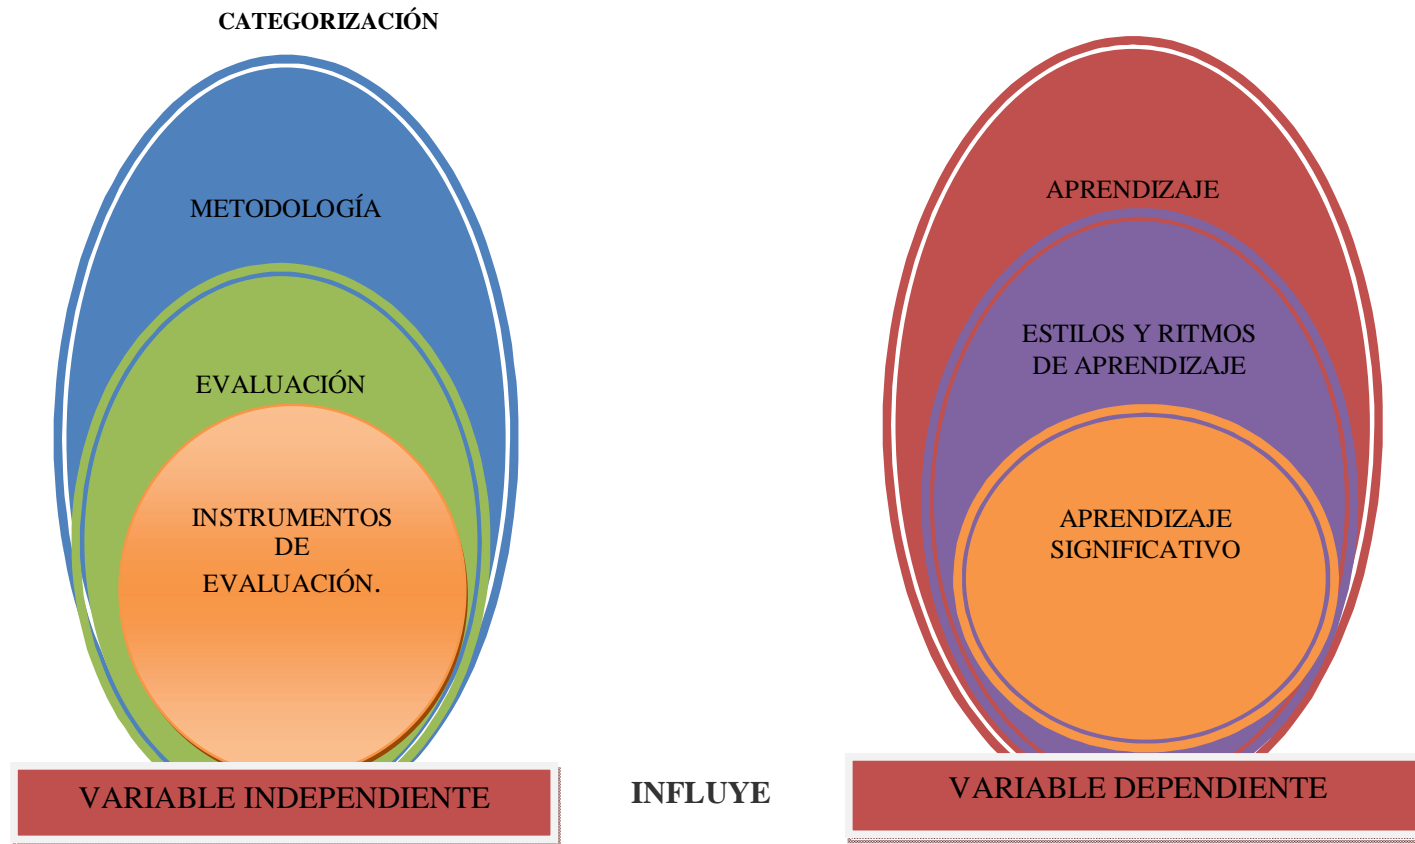 CATEGORIZACIÓN
METODOLOGÍA
EVALUACIÓN
INSTRUMENTOS
DE
EVALUACIÓN.
VARIABLE INDEPENDIENTE
INFLUYE
APRENDIZAJE
ESTILOS Y RITMOS
DE APRENDIZAJE
APRENDIZAJE
SIGNIFICATIVO
VARIABLE DEPENDIENTE